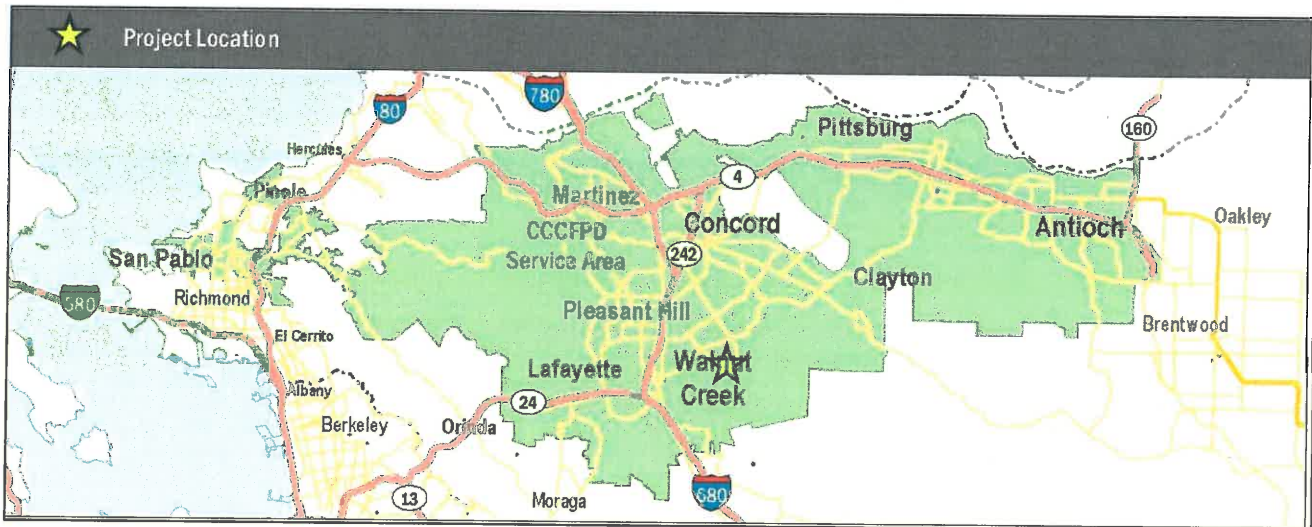 Project Location
80
780
Pittsburg
160
Hercules
Pinole
Martinez
4
Oakley
CCCFPD
Service Area
Concord
Antioch
San Pablo
242
Clayton
Richmond
580
Pleasant Hill
Brentwood
El Cerrito
Lafayette
Walnut
Creek
Albany
24
Berkeley
Orinda
13
Moraga
680